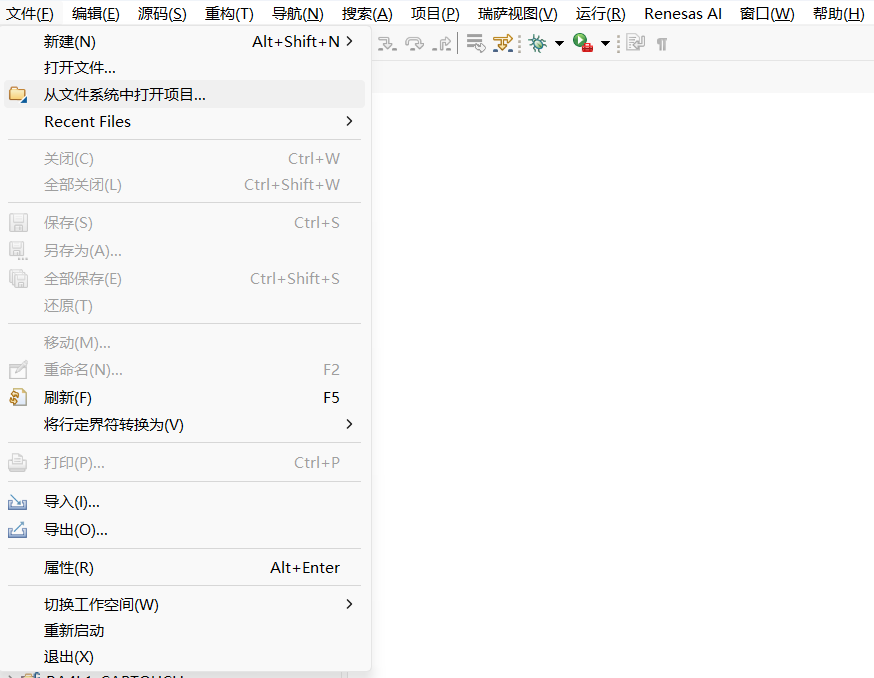 文件(F) 编辑(E) 源码(S) 重构(T) 导航(N) 搜索(A) 项目(P) 瑞萨视图(V) 运行(R) Renesas AI 窗口(W) 帮助(H)
新建(N) Alt+Shift+N
打开文件...
从文件系统中打开项目...
Recent Files
关闭(C) Ctrl+W
全部关闭(L) Ctrl+Shift+W
保存(S) Ctrl+S
另存为(A)...
全部保存(E) Ctrl+Shift+S
还原(T)
移动(M)...
重命名(N)... F2
刷新(F) F5
将行定界符转换为(V)
打印(P)... Ctrl+P
导入(I)...
导出(O)...
属性(R) Alt+Enter
切换工作空间(W)
重新启动
退出(X)